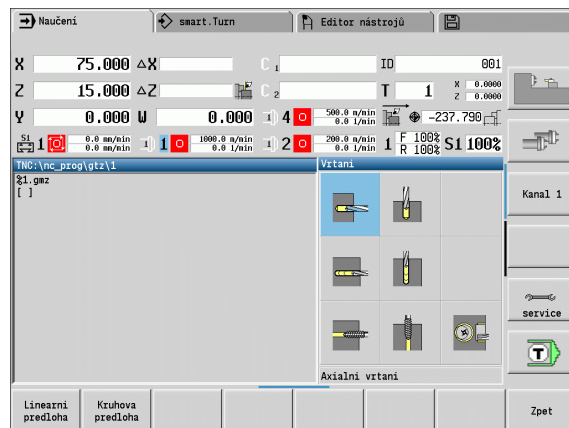 Naučení smart.Turn Editor nástrojů
X 75.000 △X C 1 ID 001
Z 15.000 △Z C 2 T 1 X 0.0000 Z 0.0000
Y 0.000 W 0.000 4 500.0 m/min 0.0 1/min -237.790
S1 1 0.0 mm/min 0.0 mm/min 1 1000.0 m/min 0.0 1/min 2 200.0 m/min 0.0 1/min 1 F 100% R 100% S1 100%
TNC:\nc_prog\gtz\1 Vrtani
%1.gmz
[ ]
Kanal 1
service
T
Axialni vrtani
Linearni predloha Kruhova predloha Zpet